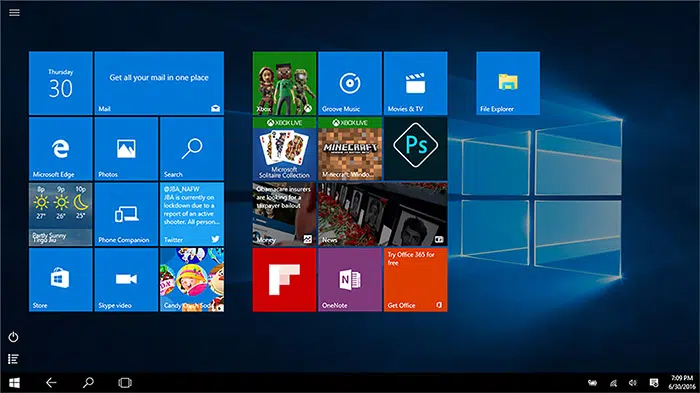 Thursday
30
Get all your mail in one place
Mail
Xbox
Groove Music
Movies & TV
File Explorer
Microsoft Edge
Photos
Search
XBOX LIVE
Microsoft
Solitaire Collection
XBOX LIVE
MINECRAFT
Minecraft: Windo...
Ps
8p 9p 10p
27° 26° 25°
Partly Sunny
Tirgu Jiu
Phone Companion
@JBA_NAFW
JBA is currently on
lockdown due to a
report of an active
shooter. All person...
Twitter
Obamacare insurers
are looking for a
taxpayer bailout
Money
News
Store
Skype video
Candy Crush Soda
OneNote
N
Try Office 365 for
free
Get Office
7:09 PM
6/30/2016